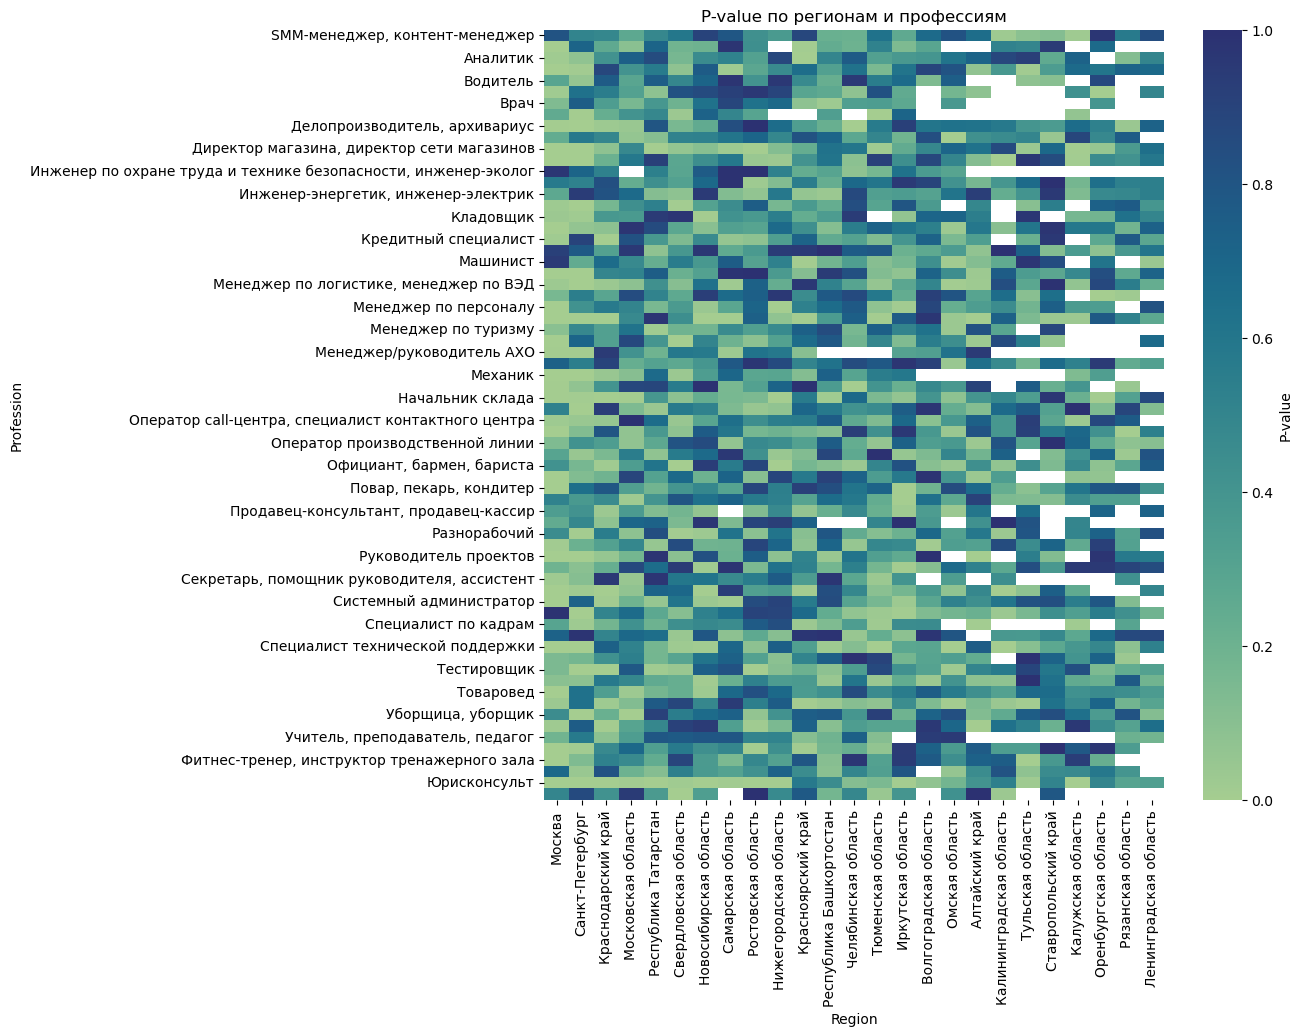 P-value по регионам и профессиям
SMM-менеджер, контент-менеджер
Аналитик
Водитель
Врач
Делопроизводитель, архивариус
Директор магазина, директор сети магазинов
Инженер по охране труда и технике безопасности, инженер-эколог
Инженер-энергетик, инженер-электрик
Кладовщик
Кредитный специалист
Машинист
Менеджер по логистике, менеджер по ВЭД
Менеджер по персоналу
Менеджер по туризму
Менеджер/руководитель АХО
Механик
Начальник склада
Оператор call-центра, специалист контактного центра
Оператор производственной линии
Официант, бармен, бариста
Повар, пекарь, кондитер
Продавец-консультант, продавец-кассир
Разнорабочий
Руководитель проектов
Секретарь, помощник руководителя, ассистент
Системный администратор
Специалист по кадрам
Специалист технической поддержки
Тестировщик
Товаровед
Уборщица, уборщик
Учитель, преподаватель, педагог
Фитнес-тренер, инструктор тренажерного зала
Юрисконсульт
Profession
Москва
Санкт-Петербург
Краснодарский край
Московская область
Республика Татарстан
Свердловская область
Новосибирская область
Самарская область
Ростовская область
Нижегородская область
Красноярский край
Республика Башкортостан
Челябинская область
Тюменская область
Иркутская область
Волгоградская область
Омская область
Алтайский край
Калининградская область
Тульская область
Ставропольский край
Калужская область
Оренбургская область
Рязанская область
Ленинградская область
Region
1.0
0.8
0.6
0.4
0.2
0.0
P-value